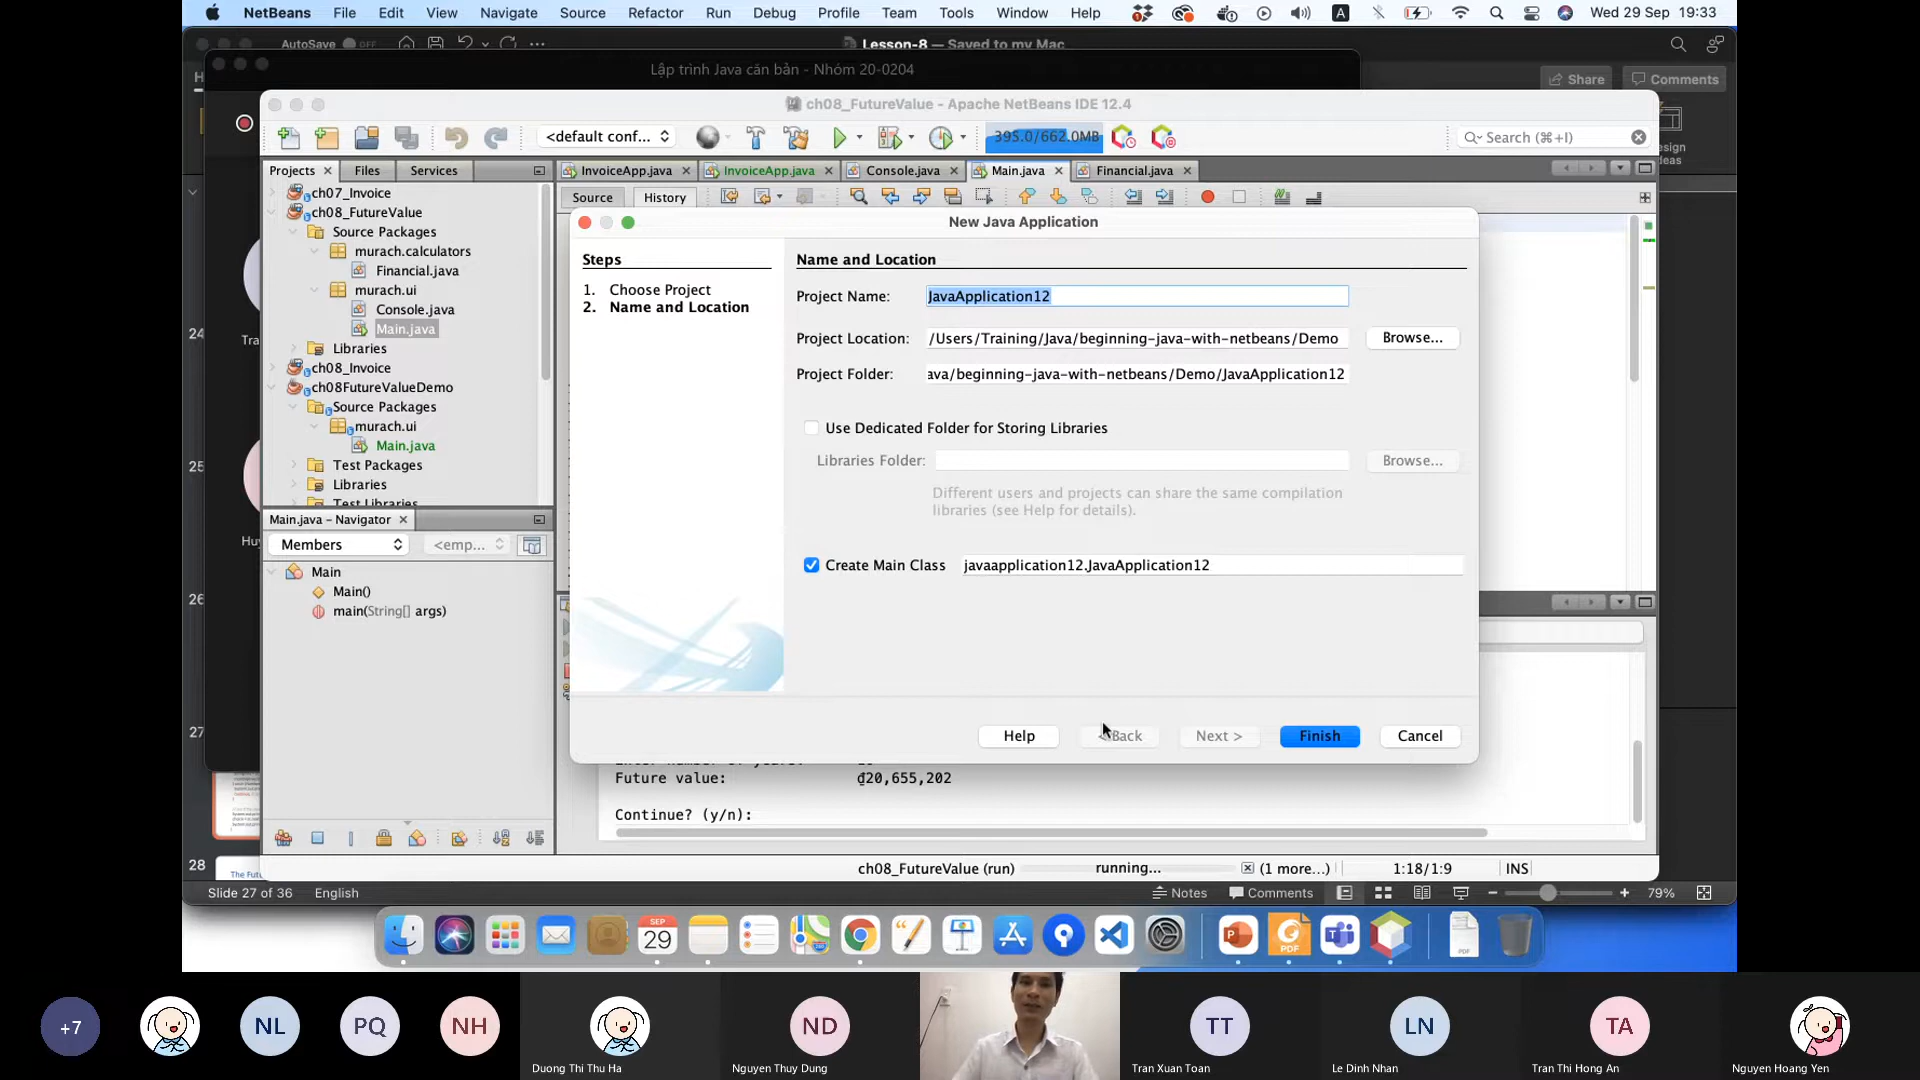 NetBeans File Edit View Navigate Source Refactor Run Debug Profile Team Tools Window Help A Wed 29 Sep 19:33
AutoSave OFF Lesson-8 — Saved to my Mac
Lập trình Java căn bản - Nhóm 20-0204
Share Comments
ch08_FutureValue - Apache NetBeans IDE 12.4
<default conf... 395.0/662.0MB Search (⌘+I)
Projects Files Services InvoiceApp.java InvoiceApp.java Console.java Main.java Financial.java
Source History
ch07_Invoice
ch08_FutureValue
Source Packages
murach.calculators
Financial.java
murach.ui
Console.java
Main.java
Libraries
ch08_Invoice
ch08FutureValueDemo
Source Packages
murach.ui
Main.java
Test Packages
Libraries
Test Libraries
Main.java - Navigator
Members <emp...
Main
Main()
main(String[] args)
New Java Application
Steps
1. Choose Project
2. Name and Location
Name and Location
Project Name: JavaApplication12
Project Location: /Users/Training/Java/beginning-java-with-netbeans/Demo Browse...
Project Folder: ava/beginning-java-with-netbeans/Demo/JavaApplication12
Use Dedicated Folder for Storing Libraries
Libraries Folder: Browse...
Different users and projects can share the same compilation
libraries (see Help for details).
Create Main Class javaapplication12.JavaApplication12
Help < Back Next > Finish Cancel
Future value: ₫20,655,202
Continue? (y/n):
ch08_FutureValue (run) running... (1 more...) 1:18/1:9 INS
24
25
26
27
28
Slide 27 of 36 English Notes Comments 79%
SEP
29
PDF
PDF
+7 NL PQ NH ND TT LN TA
Duong Thi Thu Ha Nguyen Thuy Dung Tran Xuan Toan Le Dinh Nhan Tran Thi Hong An Nguyen Hoang Yen